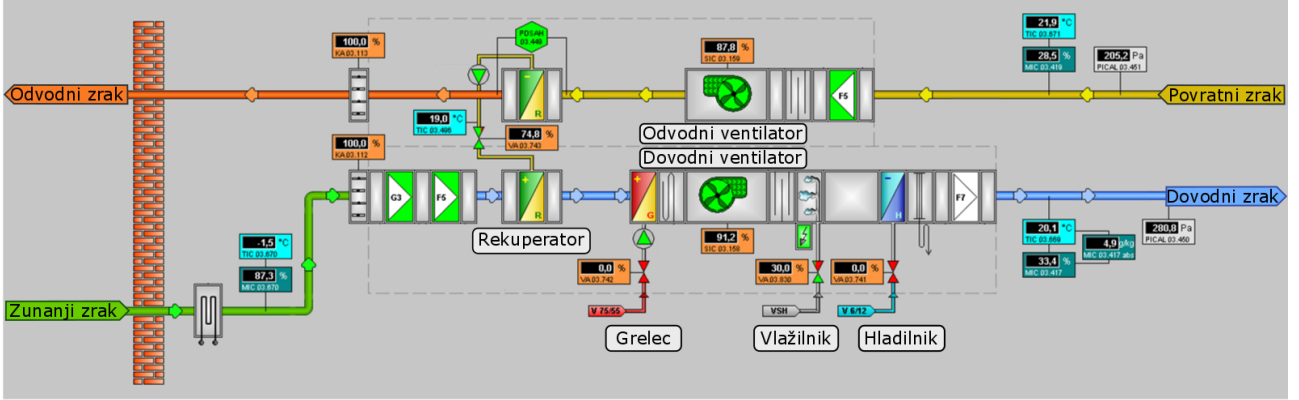 PDSAH
03.448
100,0 %
KA 03.113
87,8 %
SIC 03.159
21,9 °C
TIC 03.671
28,5 %
MIC 03.419
205,2 Pa
PICAL 03.451
Odvodni zrak
R
F5
Povratni zrak
19,0 °C
TIC 03.498
74,8 %
VA 03.743
Odvodni ventilator
100,0 %
KA 03.112
Dovodni ventilator
G3
F5
R
G
H
F7
Dovodni zrak
Rekuperator
-1,5 °C
TIC 03.670
87,3 %
MIC 03.670
91,2 %
SIC 03.158
20,1 °C
TIC 03.669
33,4 %
MIC 03.417
4,9 g/kg
MIC 03.417 abs
280,8 Pa
PICAL 03.450
0,0 %
VA 03.742
30,0 %
VA 03.830
0,0 %
VA 03.741
Zunanji zrak
V 75/55
VSH
V 6/12
Grelec
Vlažilnik
Hladilnik